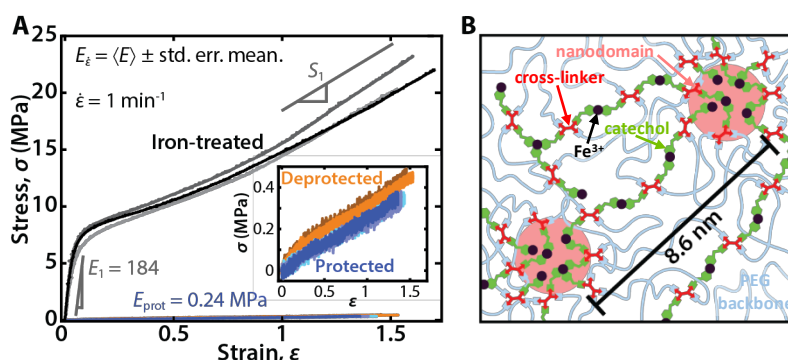 A
25
20
15
10
5
0
Stress, σ (MPa)
E_ε̇ = ⟨E⟩ ± std. err. mean.
ε̇ = 1 min⁻¹
S₁
Iron-treated
E₁ = 184
E_prot = 0.24 MPa
0.4
0.2
0
σ (MPa)
Deprotected
Protected
0 0.5 1 1.5
ε
0 0.5 1 1.5
Strain, ε
B
nanodomain
cross-linker
catechol
Fe³⁺
8.6 nm
PEG
backbone